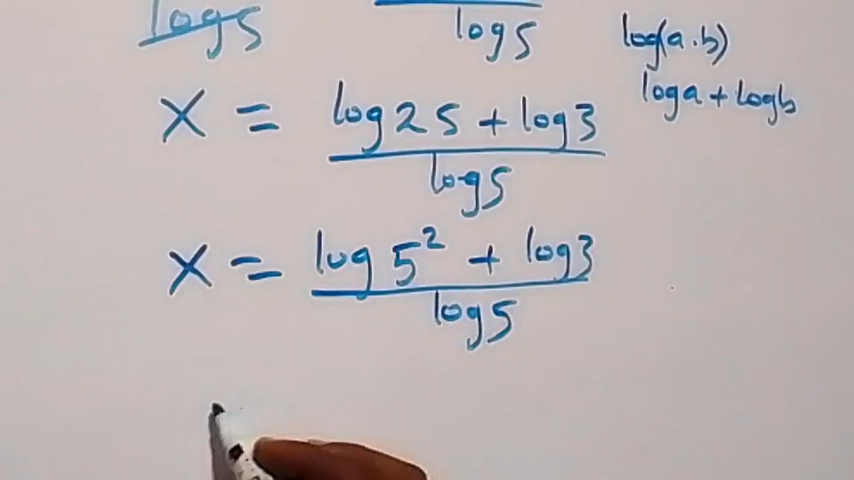 log5
log5
log(a.b)
loga + logb
X = log25 + log3
log5
X = log5² + log3
log5